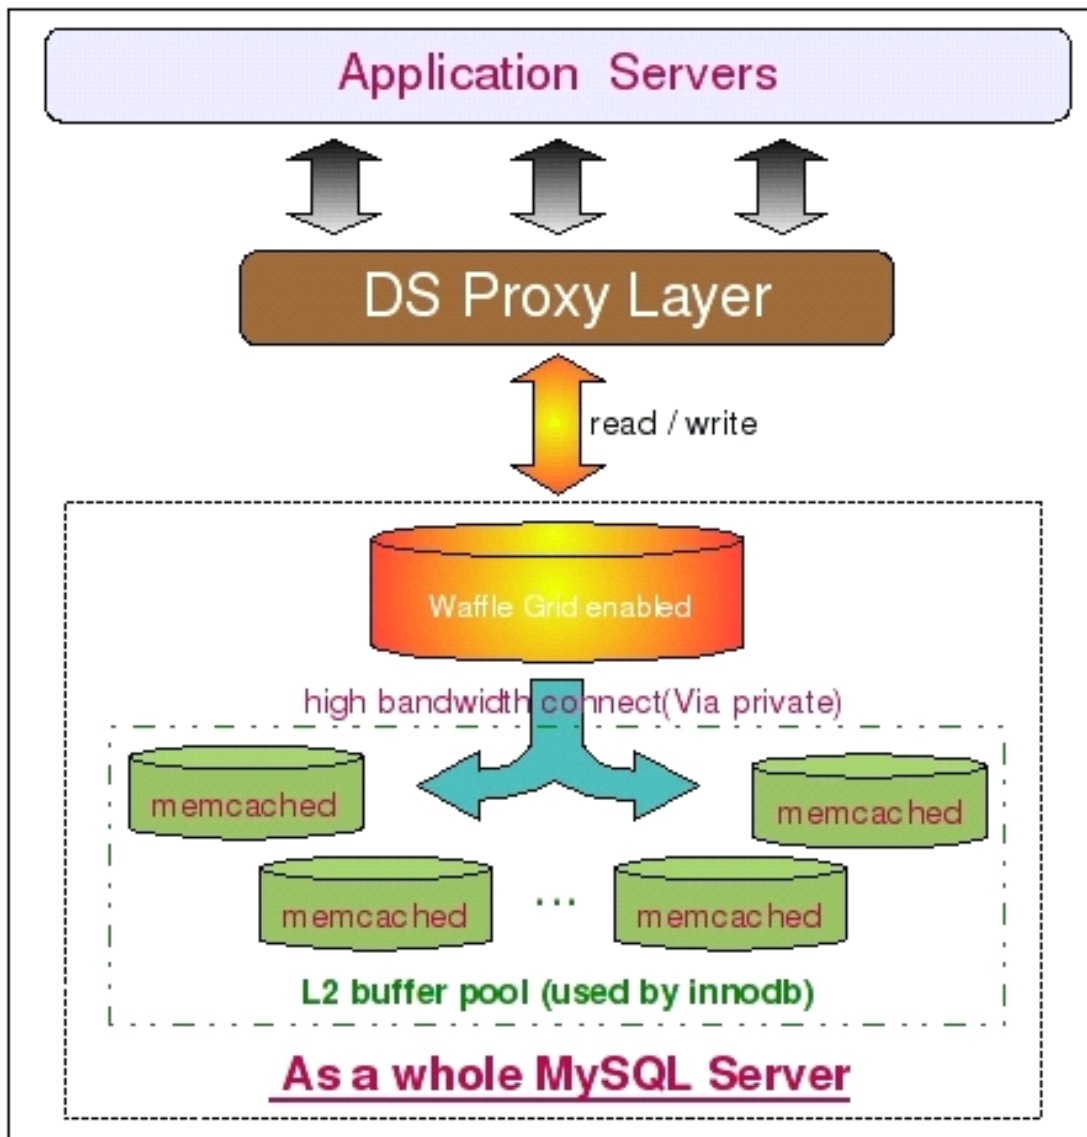 Application Servers
DS Proxy Layer
read / write
Waffle Grid enabled
high bandwidth connect(Via private)
memcached
memcached
memcached
...
memcached
L2 buffer pool (used by innodb)
As a whole MySQL Server